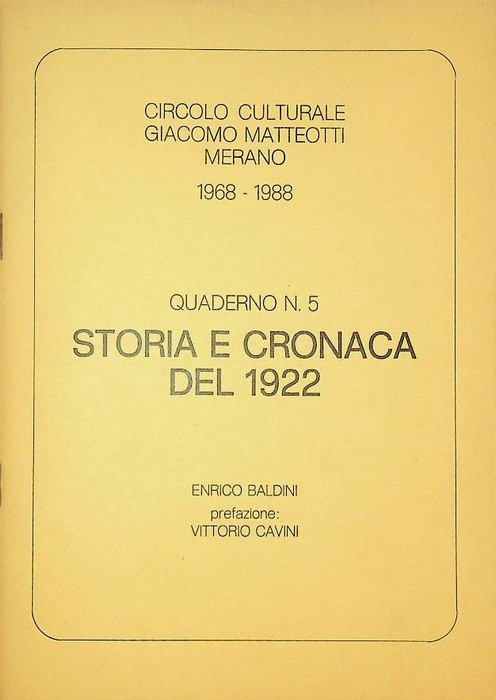 CIRCOLO CULTURALE
GIACOMO MATTEOTTI
MERANO
1968 - 1988
QUADERNO N. 5
STORIA E CRONACA
DEL 1922
ENRICO BALDINI
prefazione:
VITTORIO CAVINI